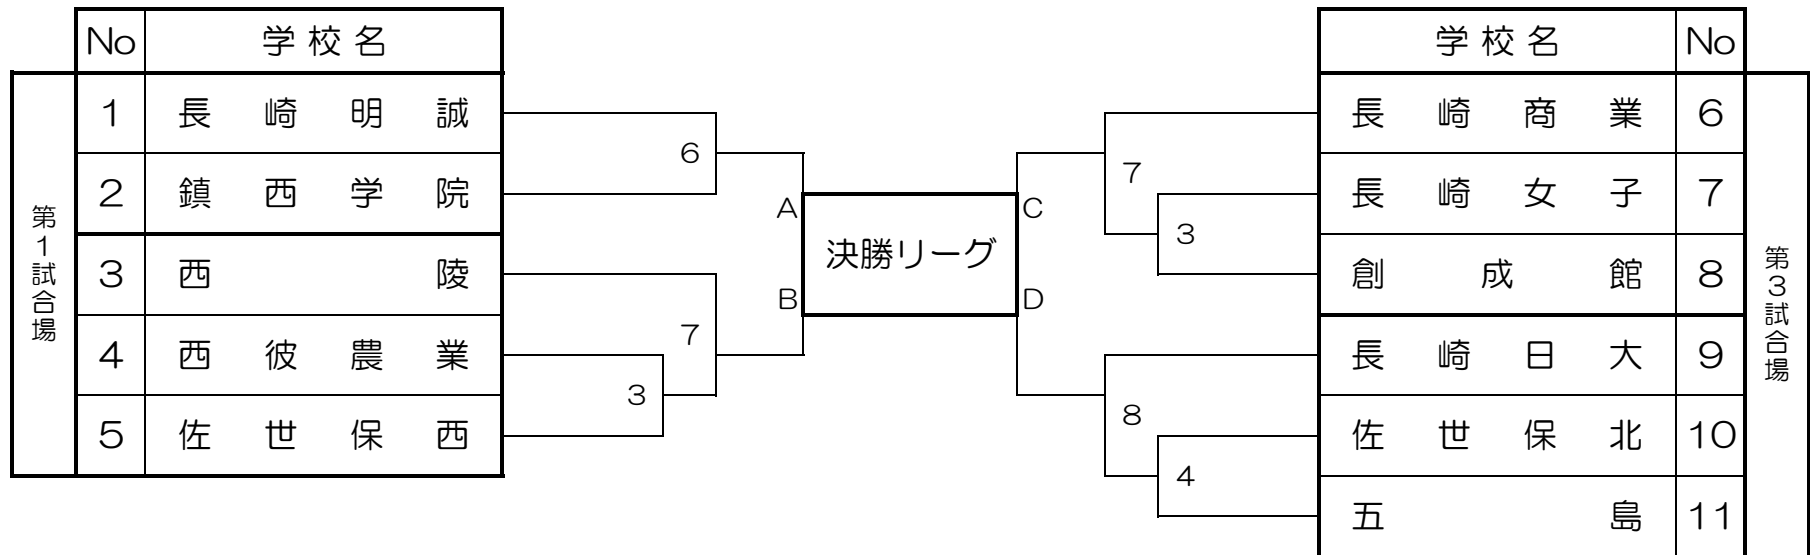 No 学校名
1 長崎明誠
2 鎮西学院
3 西陵
4 西彼農業
5 佐世保西
第1試合場
6
7
3
A
B
決勝リーグ
C
D
7
3
8
4
学校名 No
長崎商業 6
長崎女子 7
創成館 8
長崎日大 9
佐世保北 10
五島 11
第3試合場